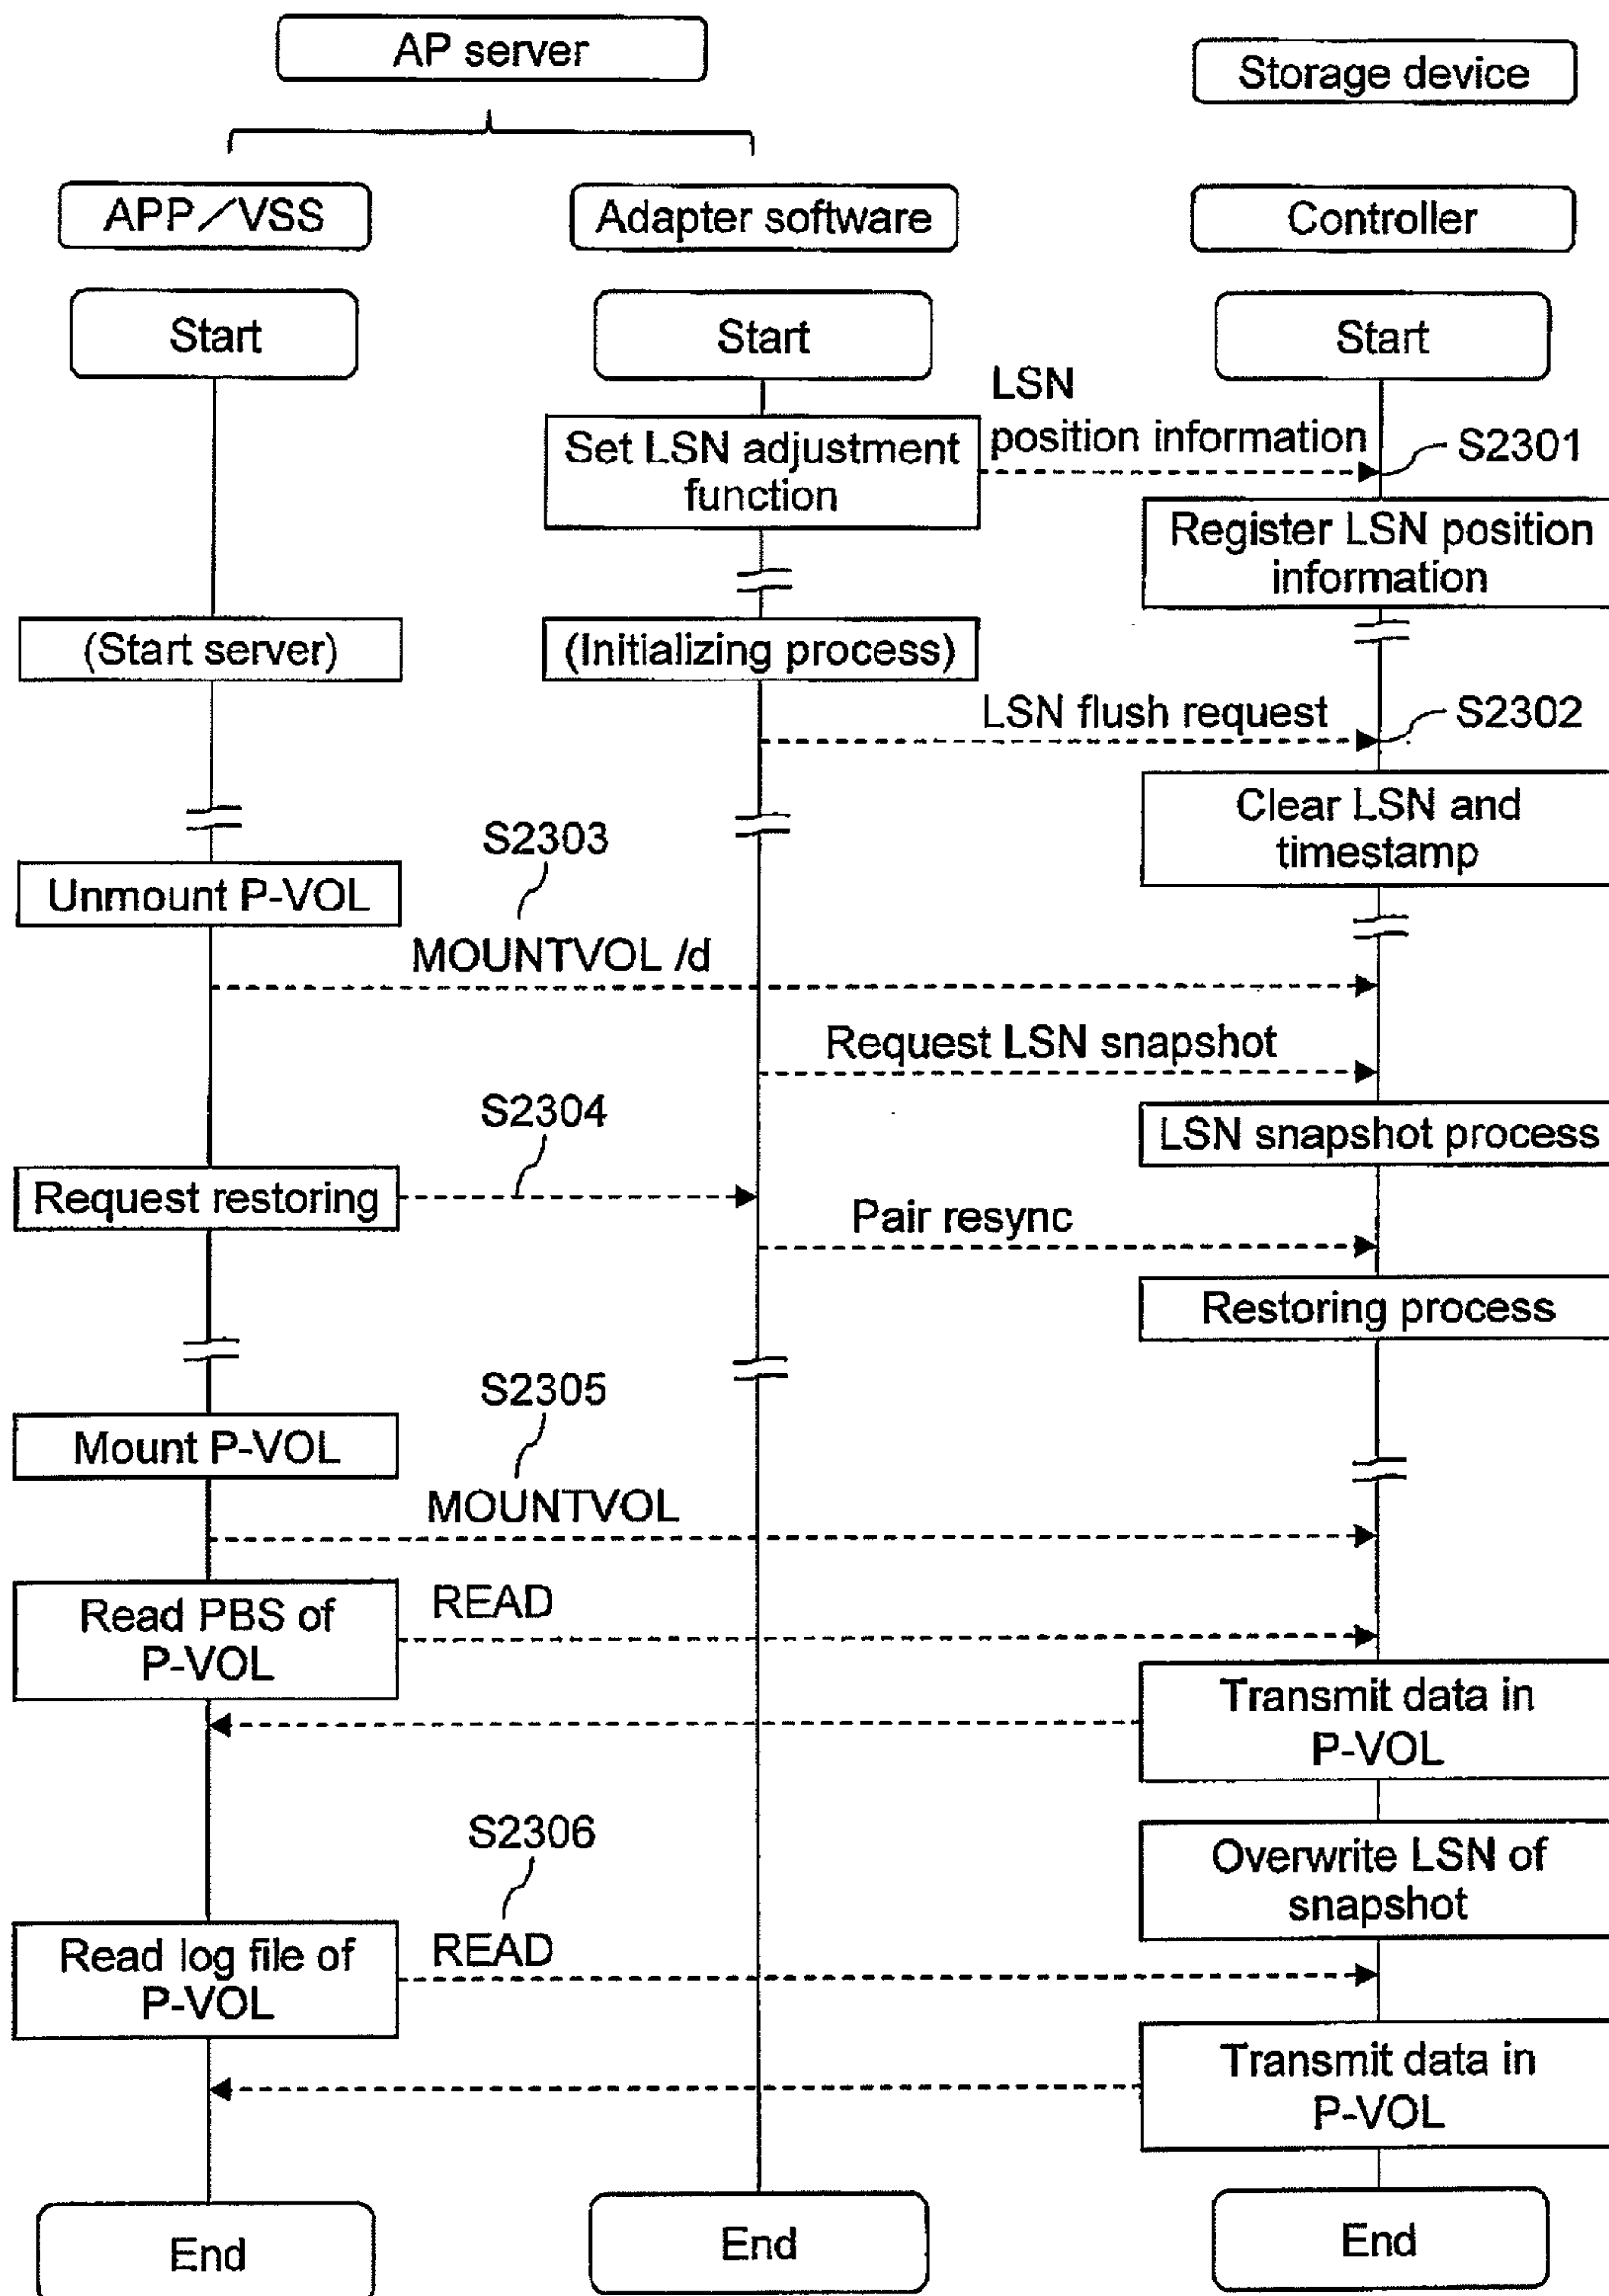 AP server
Storage device
APP／VSS
Adapter software
Controller
Start
Start
Start
LSN
position information
S2301
Set LSN adjustment
function
Register LSN position
information
(Start server)
(Initializing process)
LSN flush request
S2302
Clear LSN and
timestamp
S2303
Unmount P-VOL
MOUNTVOL /d
Request LSN snapshot
S2304
LSN snapshot process
Request restoring
Pair resync
Restoring process
S2305
Mount P-VOL
MOUNTVOL
Read PBS of
P-VOL
READ
Transmit data in
P-VOL
S2306
Overwrite LSN of
snapshot
Read log file of
P-VOL
READ
Transmit data in
P-VOL
End
End
End